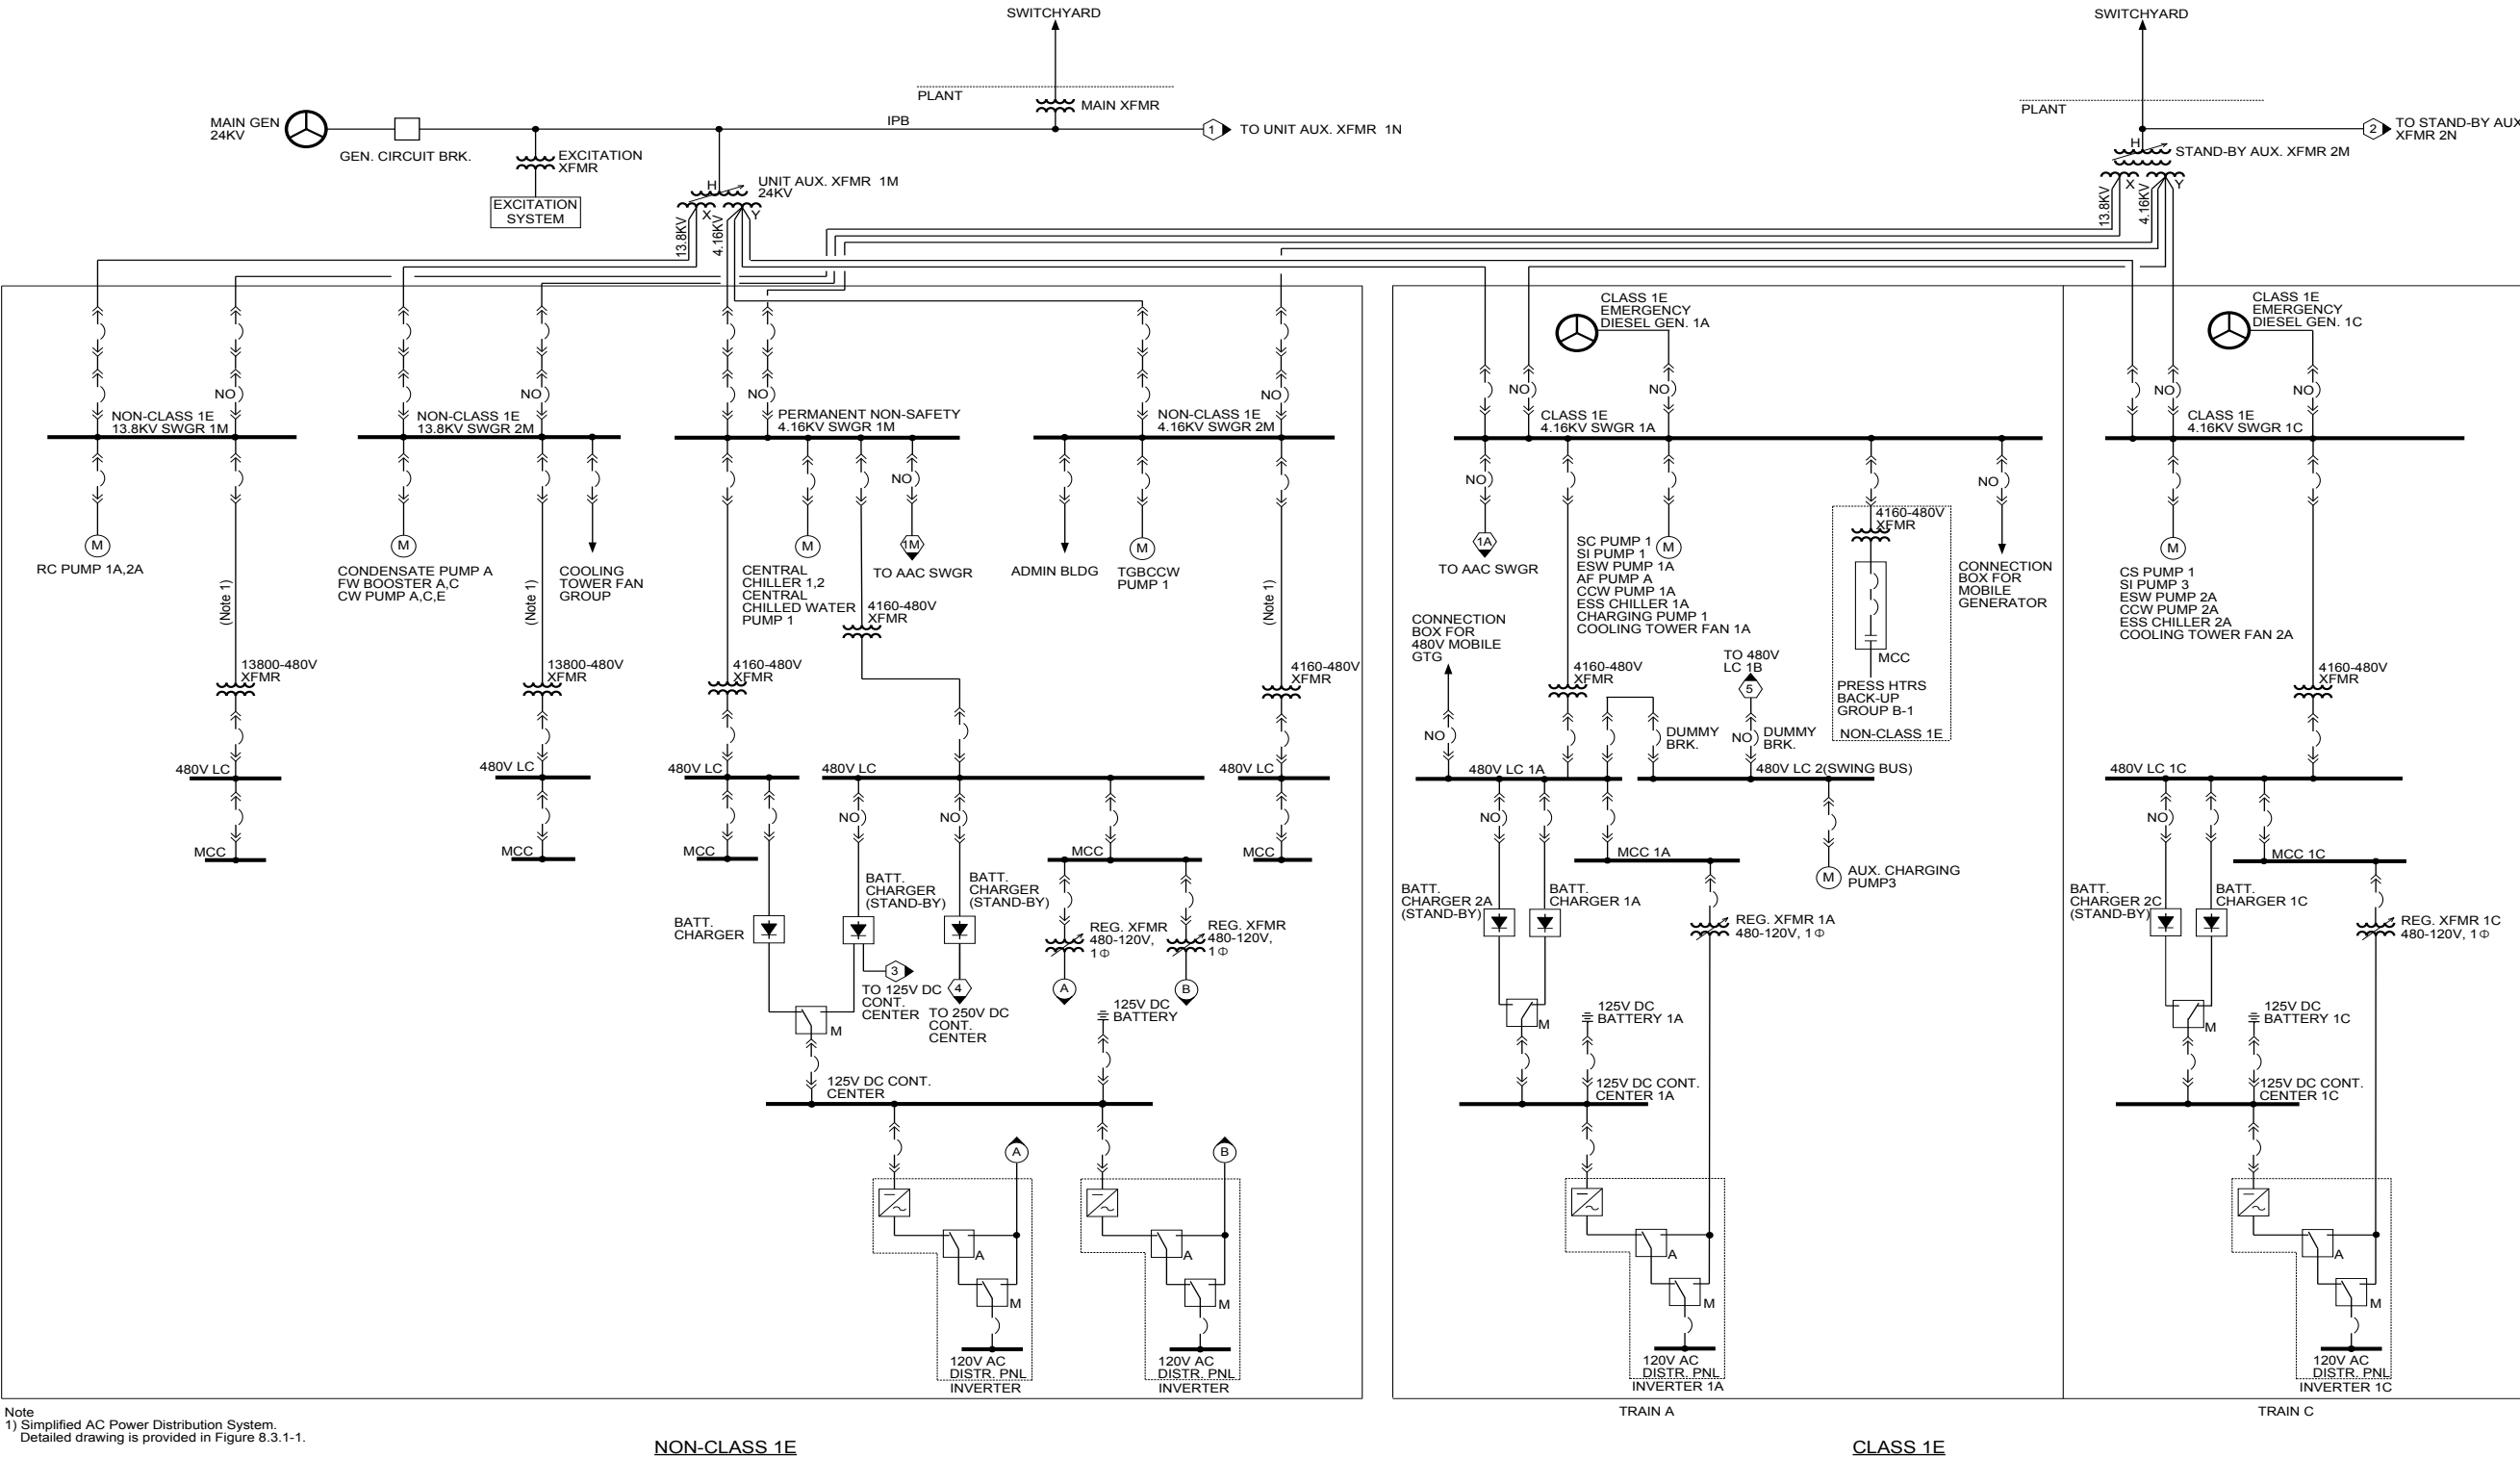 SWITCHYARD
SWITCHYARD
PLANT
MAIN XFMR
PLANT
MAIN GEN
24KV
GEN. CIRCUIT BRK.
EXCITATION
XFMR
EXCITATION
SYSTEM
IPB
1
TO UNIT AUX. XFMR 1N
2
TO STAND-BY AUX
XFMR 2N
H
UNIT AUX. XFMR 1M
24KV
X
Y
13.8KV
4.16KV
H
STAND-BY AUX. XFMR 2M
X
Y
13.8KV
4.16KV
NO
NON-CLASS 1E
13.8KV SWGR 1M
NO
NON-CLASS 1E
13.8KV SWGR 2M
NO
PERMANENT NON-SAFETY
4.16KV SWGR 1M
NO
NON-CLASS 1E
4.16KV SWGR 2M
CLASS 1E
EMERGENCY
DIESEL GEN. 1A
NO
NO
CLASS 1E
4.16KV SWGR 1A
CLASS 1E
EMERGENCY
DIESEL GEN. 1C
NO
NO
CLASS 1E
4.16KV SWGR 1C
M
RC PUMP 1A,2A
(Note 1)
M
CONDENSATE PUMP A
FW BOOSTER A,C
CW PUMP A,C,E
(Note 1)
COOLING
TOWER FAN
GROUP
M
CENTRAL
CHILLER 1,2
CENTRAL
CHILLED WATER
PUMP 1
NO
1M
TO AAC SWGR
4160-480V
XFMR
ADMIN BLDG
M
TGBCCW
PUMP 1
(Note 1)
NO
1A
TO AAC SWGR
M
SC PUMP 1
SI PUMP 1
ESW PUMP 1A
AF PUMP A
CCW PUMP 1A
ESS CHILLER 1A
CHARGING PUMP 1
COOLING TOWER FAN 1A
4160-480V
XFMR
MCC
PRESS HTRS
BACK-UP
GROUP B-1
NON-CLASS 1E
NO
CONNECTION
BOX FOR
MOBILE
GENERATOR
M
CS PUMP 1
SI PUMP 3
ESW PUMP 2A
CCW PUMP 2A
ESS CHILLER 2A
COOLING TOWER FAN 2A
13800-480V
XFMR
13800-480V
XFMR
4160-480V
XFMR
4160-480V
XFMR
CONNECTION
BOX FOR
480V MOBILE
GTG
NO
4160-480V
XFMR
DUMMY
BRK.
TO 480V
LC 1B
5
NO
DUMMY
BRK.
4160-480V
XFMR
480V LC
480V LC
480V LC
480V LC
480V LC
480V LC 1A
480V LC 2(SWING BUS)
480V LC 1C
NO
NO
NO
NO
MCC
MCC
MCC
MCC
MCC
MCC 1A
MCC 1C
M
AUX. CHARGING
PUMP3
BATT.
CHARGER
BATT.
CHARGER
(STAND-BY)
BATT.
CHARGER
(STAND-BY)
REG. XFMR
480-120V,
1Φ
REG. XFMR
480-120V,
1Φ
BATT.
CHARGER 2A
(STAND-BY)
BATT.
CHARGER 1A
REG. XFMR 1A
480-120V, 1Φ
BATT.
CHARGER 2C
(STAND-BY)
BATT.
CHARGER 1C
REG. XFMR 1C
480-120V, 1Φ
3
TO 125V DC
CONT.
CENTER
4
TO 250V DC
CONT.
CENTER
A
B
M
125V DC
BATTERY
M
125V DC
BATTERY 1A
M
125V DC
BATTERY 1C
125V DC CONT.
CENTER
125V DC CONT.
CENTER 1A
125V DC CONT.
CENTER 1C
A
B
A
M
A
M
A
M
A
M
120V AC
DISTR. PNL
INVERTER
120V AC
DISTR. PNL
INVERTER
120V AC
DISTR. PNL
INVERTER 1A
120V AC
DISTR. PNL
INVERTER 1C
Note
1) Simplified AC Power Distribution System.
Detailed drawing is provided in Figure 8.3.1-1.
TRAIN A
TRAIN C
NON-CLASS 1E
CLASS 1E